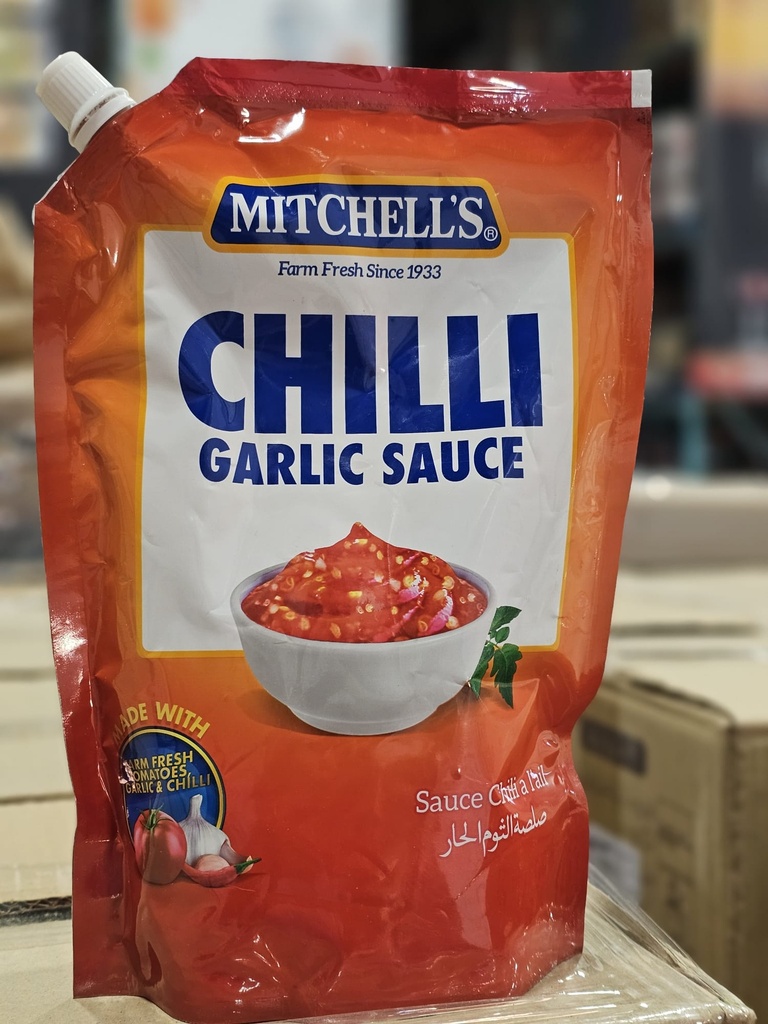 MITCHELL'S®
Farm Fresh Since 1933
CHILLI
GARLIC SAUCE
MADE WITH
FARM FRESH
TOMATOES
GARLIC & CHILLI
Sauce Chili a l'ail
صلصة الثوم الحار